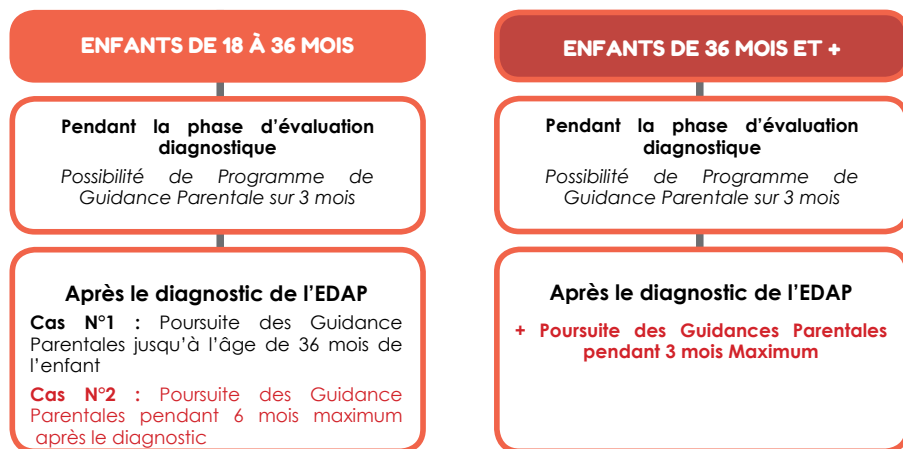 ENFANTS DE 18 À 36 MOIS
Pendant la phase d'évaluation
diagnostique
Possibilité de Programme de
Guidance Parentale sur 3 mois
Après le diagnostic de l'EDAP
Cas N°1 : Poursuite des Guidance
Parentales jusqu'à l'âge de 36 mois de
l'enfant
Cas N°2 : Poursuite des Guidance
Parentales pendant 6 mois maximum
après le diagnostic
ENFANTS DE 36 MOIS ET +
Pendant la phase d'évaluation
diagnostique
Possibilité de Programme de
Guidance Parentale sur 3 mois
Après le diagnostic de l'EDAP
+ Poursuite des Guidances Parentales
pendant 3 mois Maximum